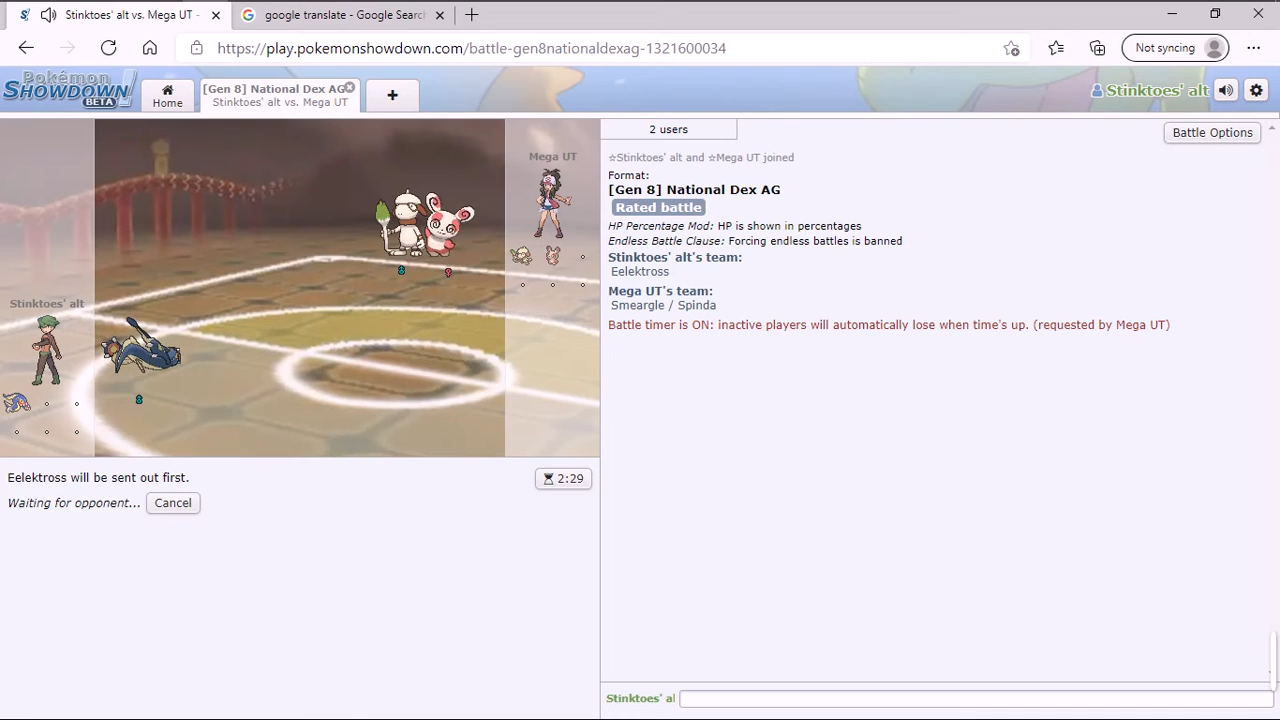 Stinktoes' alt vs. Mega UT -
google translate - Google Search
https://play.pokemonshowdown.com/battle-gen8nationaldexag-1321600034
Not syncing
Pokémon
SHOWDOWN
BETA
Home
[Gen 8] National Dex AG
Stinktoes' alt vs. Mega UT
Stinktoes' alt
2 users
Battle Options
Mega UT
Stinktoes' alt
☆Stinktoes' alt and ☆Mega UT joined
Format:
[Gen 8] National Dex AG
Rated battle
HP Percentage Mod: HP is shown in percentages
Endless Battle Clause: Forcing endless battles is banned
Stinktoes' alt's team:
Eelektross
Mega UT's team:
Smeargle / Spinda
Battle timer is ON: inactive players will automatically lose when time's up. (requested by Mega UT)
Eelektross will be sent out first.
2:29
Waiting for opponent... Cancel
Stinktoes' al